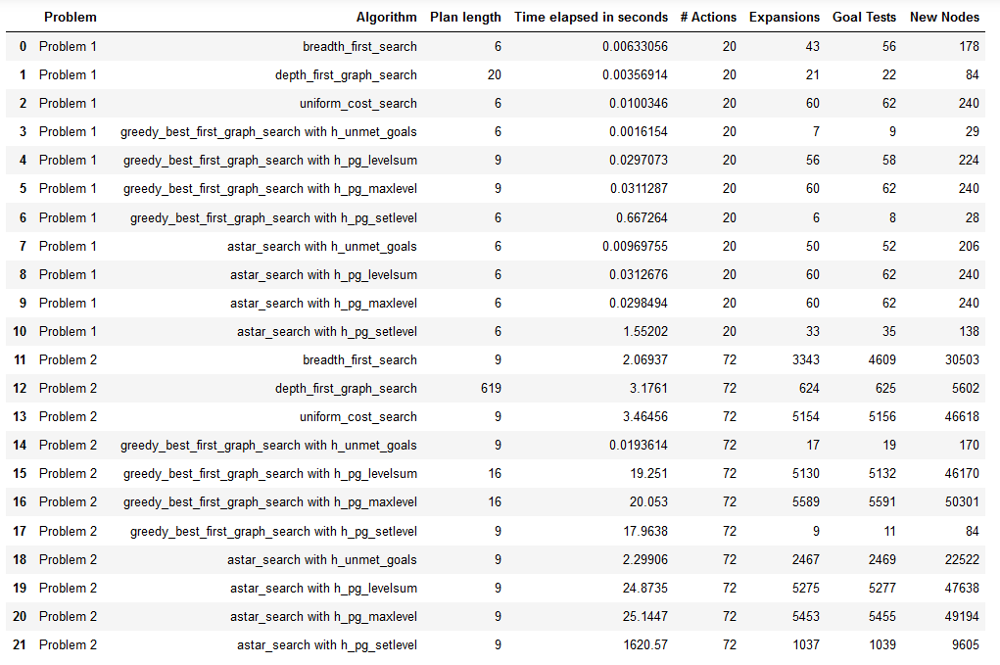 Problem Algorithm Plan length Time elapsed in seconds # Actions Expansions Goal Tests New Nodes
0 Problem 1 breadth_first_search 6 0.00633056 20 43 56 178
1 Problem 1 depth_first_graph_search 20 0.00356914 20 21 22 84
2 Problem 1 uniform_cost_search 6 0.0100346 20 60 62 240
3 Problem 1 greedy_best_first_graph_search with h_unmet_goals 6 0.0016154 20 7 9 29
4 Problem 1 greedy_best_first_graph_search with h_pg_levelsum 9 0.0297073 20 56 58 224
5 Problem 1 greedy_best_first_graph_search with h_pg_maxlevel 9 0.0311287 20 60 62 240
6 Problem 1 greedy_best_first_graph_search with h_pg_setlevel 6 0.667264 20 6 8 28
7 Problem 1 astar_search with h_unmet_goals 6 0.00969755 20 50 52 206
8 Problem 1 astar_search with h_pg_levelsum 6 0.0312676 20 60 62 240
9 Problem 1 astar_search with h_pg_maxlevel 6 0.0298494 20 60 62 240
10 Problem 1 astar_search with h_pg_setlevel 6 1.55202 20 33 35 138
11 Problem 2 breadth_first_search 9 2.06937 72 3343 4609 30503
12 Problem 2 depth_first_graph_search 619 3.1761 72 624 625 5602
13 Problem 2 uniform_cost_search 9 3.46456 72 5154 5156 46618
14 Problem 2 greedy_best_first_graph_search with h_unmet_goals 9 0.0193614 72 17 19 170
15 Problem 2 greedy_best_first_graph_search with h_pg_levelsum 16 19.251 72 5130 5132 46170
16 Problem 2 greedy_best_first_graph_search with h_pg_maxlevel 16 20.053 72 5589 5591 50301
17 Problem 2 greedy_best_first_graph_search with h_pg_setlevel 9 17.9638 72 9 11 84
18 Problem 2 astar_search with h_unmet_goals 9 2.29906 72 2467 2469 22522
19 Problem 2 astar_search with h_pg_levelsum 9 24.8735 72 5275 5277 47638
20 Problem 2 astar_search with h_pg_maxlevel 9 25.1447 72 5453 5455 49194
21 Problem 2 astar_search with h_pg_setlevel 9 1620.57 72 1037 1039 9605